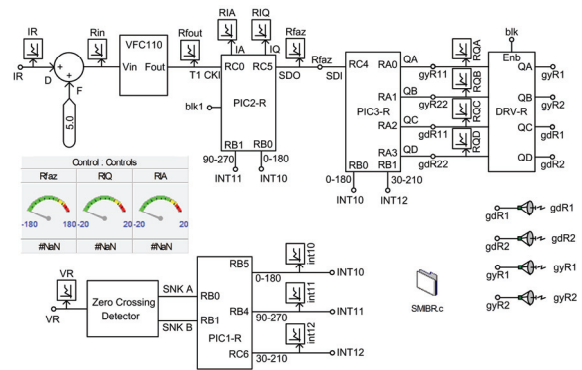 IR
Rin
VFC110
Rfout
RIA
RIQ
Rfaz
IA
IQ
Vin
Fout
T1 CKI
RC0
RC5
SDO
Rfaz
SDI
IR
D
F
5.0
blk1
PIC2-R
RB1
RB0
90-270
0-180
INT11
INT10
RC4
RA0
QA
gyR11
RQA
RA1
QB
gyR22
RQB
PIC3-R
RA2
QC
gdR11
RQC
RA3
QD
gdR22
RQD
RB0
RB1
0-180
30-210
INT10
INT12
blk
Enb
DRV-R
QA
gyR1
QB
gyR2
QC
gdR1
QD
gdR2
Control . Controls
Rfaz
RIQ
RIA
-180
180
-20
20
-20
20
#NaN
#NaN
#NaN
gdR1
gdR1
gdR2
gdR2
gyR1
gyR1
gyR2
gyR2
VR
VR
Zero Crossing
Detector
SNK A
SNK B
RB0
RB1
PIC1-R
RB5
RB4
RC6
0-180
int10
INT10
90-270
int11
INT11
30-210
int12
INT12
SMIBR.c